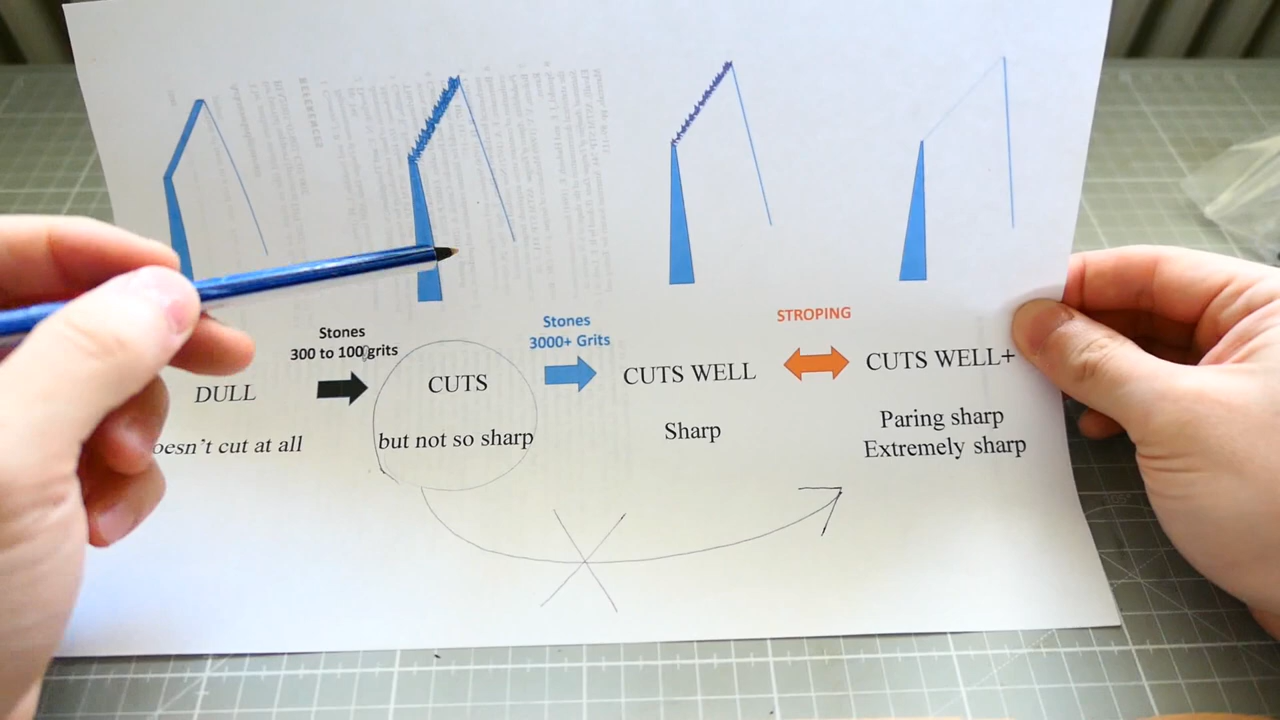 Stones
300 to 100 grits
Stones
3000+ Grits
STROPING
DULL
CUTS
CUTS WELL
CUTS WELL+
oesn't cut at all
but not so sharp
Sharp
Paring sharp
Extremely sharp